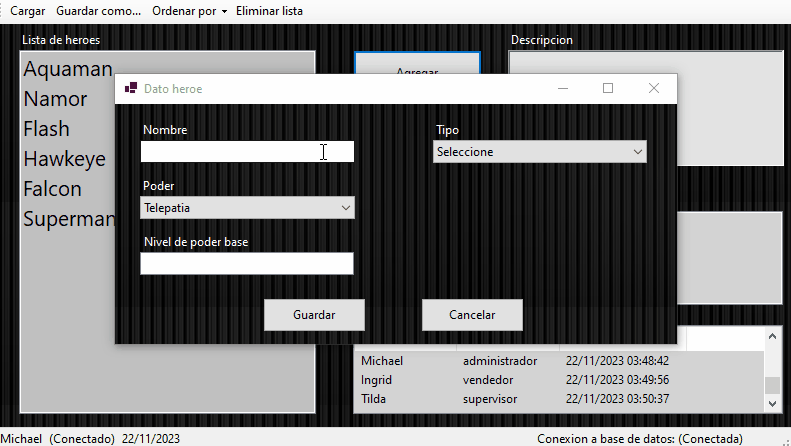 Cargar Guardar como... Ordenar por Eliminar lista
Lista de heroes
Descripcion
Aquaman
Namor
Flash
Hawkeye
Falcon
Superman
Agregar
Dato heroe
Nombre
Tipo
Seleccione
Poder
Telepatia
Nivel de poder base
Guardar
Cancelar
Michael administrador 22/11/2023 03:48:42
Ingrid vendedor 22/11/2023 03:49:56
Tilda supervisor 22/11/2023 03:50:37
Michael (Conectado) 22/11/2023
Conexion a base de datos: (Conectada)